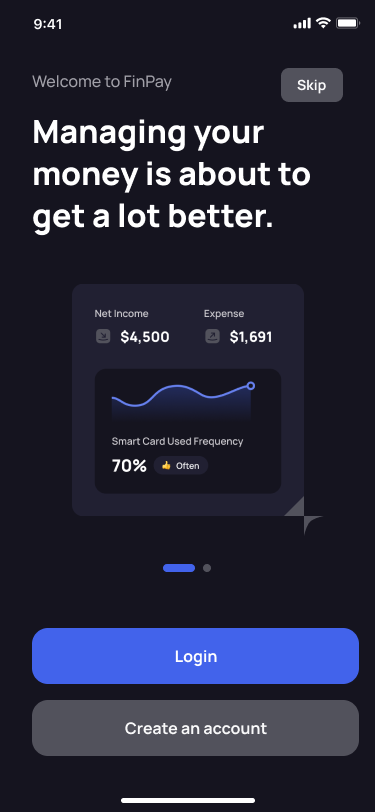 9:41
Welcome to FinPay
Skip
Managing your
money is about to
get a lot better.
Net Income
Expense
$4,500
$1,691
Smart Card Used Frequency
70%
👍 Often
Login
Create an account